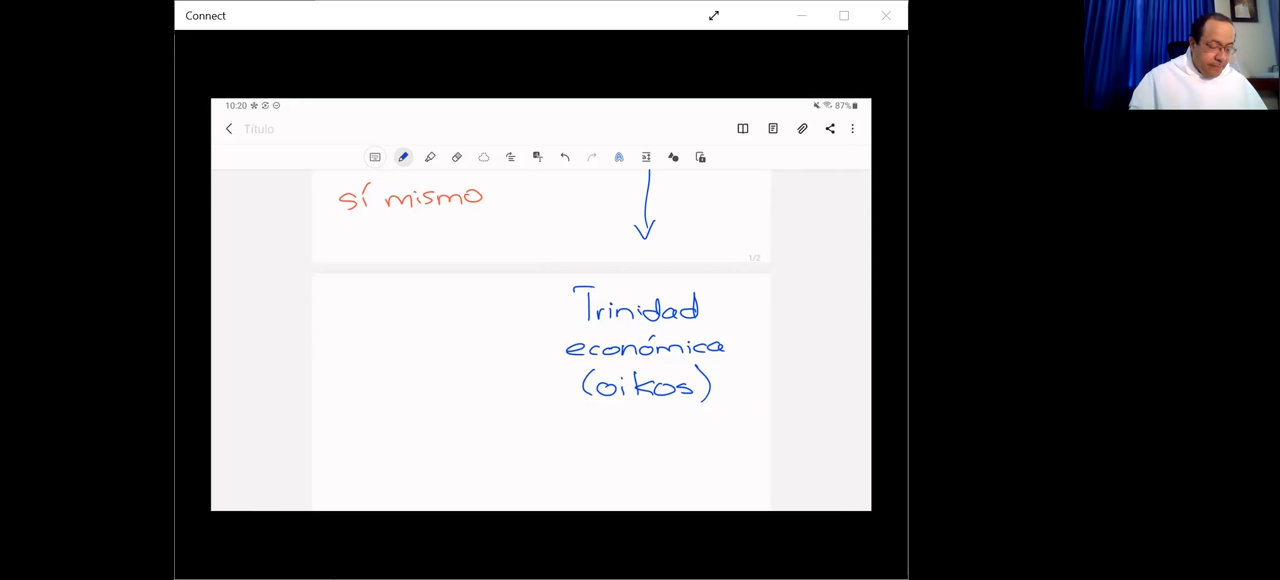 Connect
10:20
87%
Título
sí mismo
1/2
Trinidad
económica
(oikos)